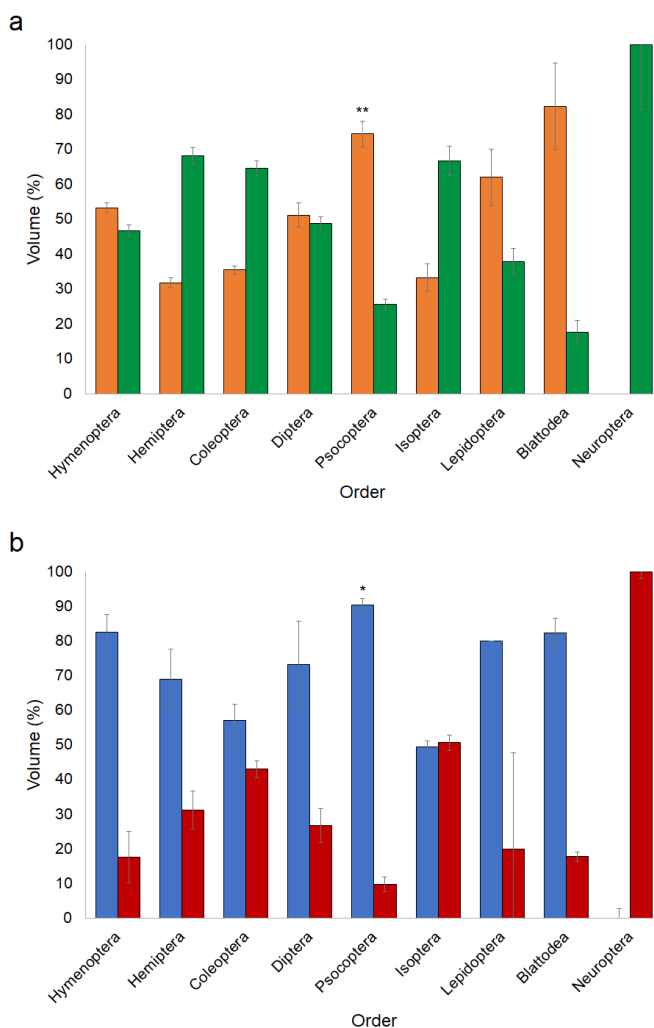 a
100
90
80
70
60
50
40
30
20
10
0
Volume (%)
**
Hymenoptera
Hemiptera
Coleoptera
Diptera
Psocoptera
Isoptera
Lepidoptera
Blattodea
Neuroptera
Order
b
100
90
80
70
60
50
40
30
20
10
0
Volume (%)
*
Hymenoptera
Hemiptera
Coleoptera
Diptera
Psocoptera
Isoptera
Lepidoptera
Blattodea
Neuroptera
Order